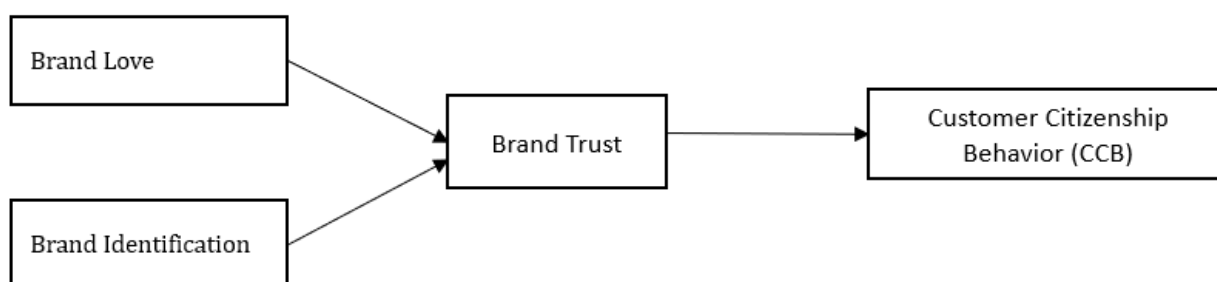 Brand Love
Brand Trust
Customer Citizenship
Behavior (CCB)
Brand Identification